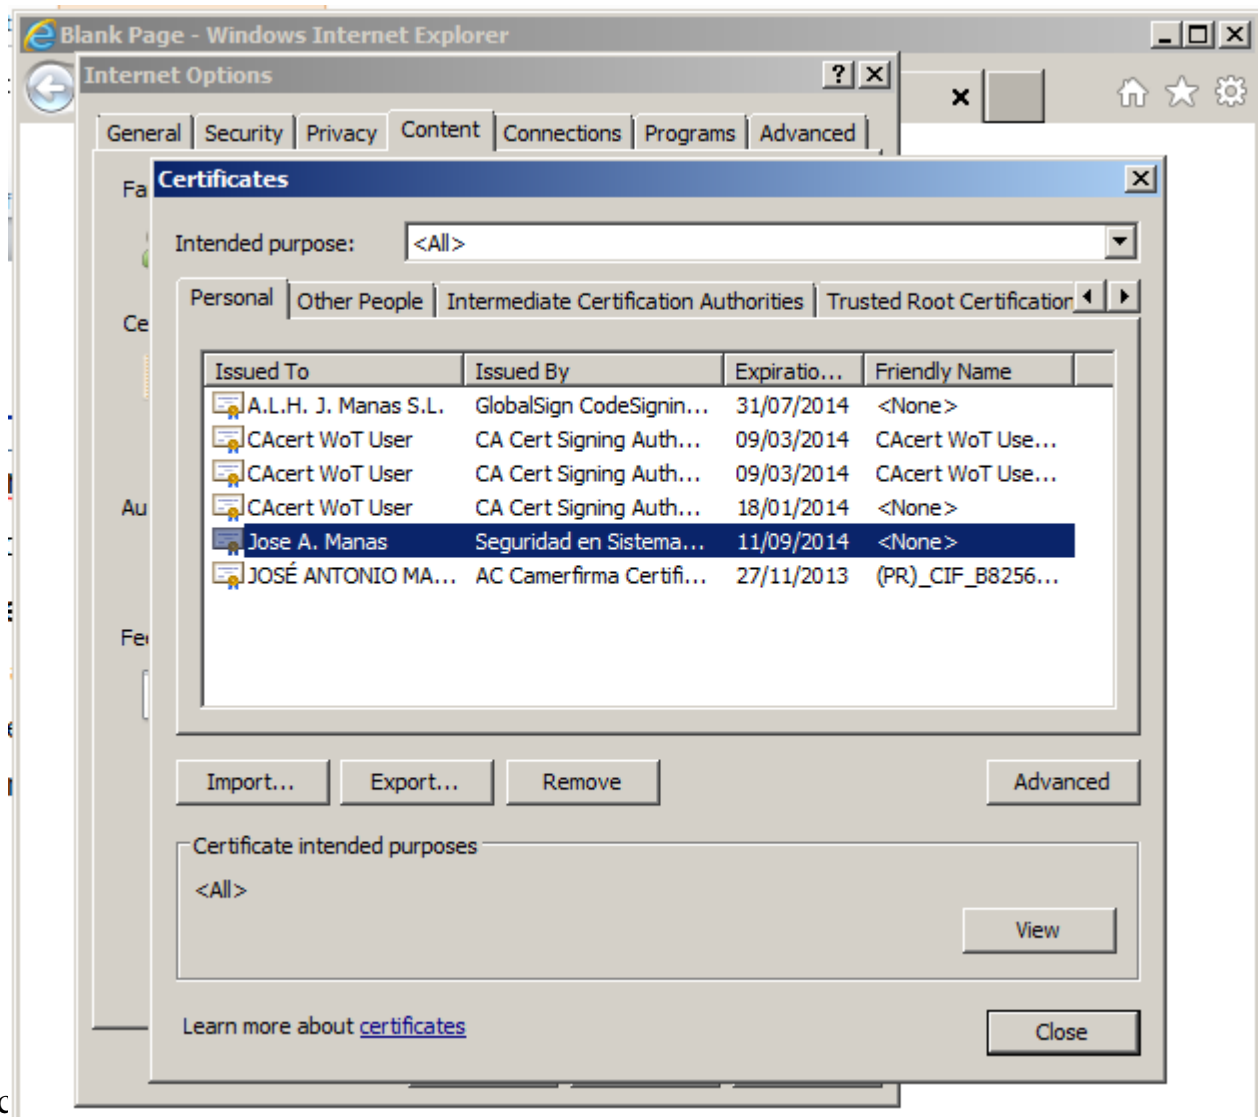 Blank Page - Windows Internet Explorer
Internet Options
General Security Privacy Content Connections Programs Advanced
Certificates
Intended purpose: <All>
Personal Other People Intermediate Certification Authorities Trusted Root Certification
Issued To Issued By Expiratio... Friendly Name
A.L.H. J. Manas S.L. GlobalSign CodeSignin... 31/07/2014 <None>
CAcert WoT User CA Cert Signing Auth... 09/03/2014 CAcert WoT Use...
CAcert WoT User CA Cert Signing Auth... 09/03/2014 CAcert WoT Use...
CAcert WoT User CA Cert Signing Auth... 18/01/2014 <None>
Jose A. Manas Seguridad en Sistema... 11/09/2014 <None>
JOSÉ ANTONIO MA... AC Camerfirma Certifi... 27/11/2013 (PR)_CIF_B8256...
Import... Export... Remove Advanced
Certificate intended purposes
<All>
View
Learn more about certificates
Close